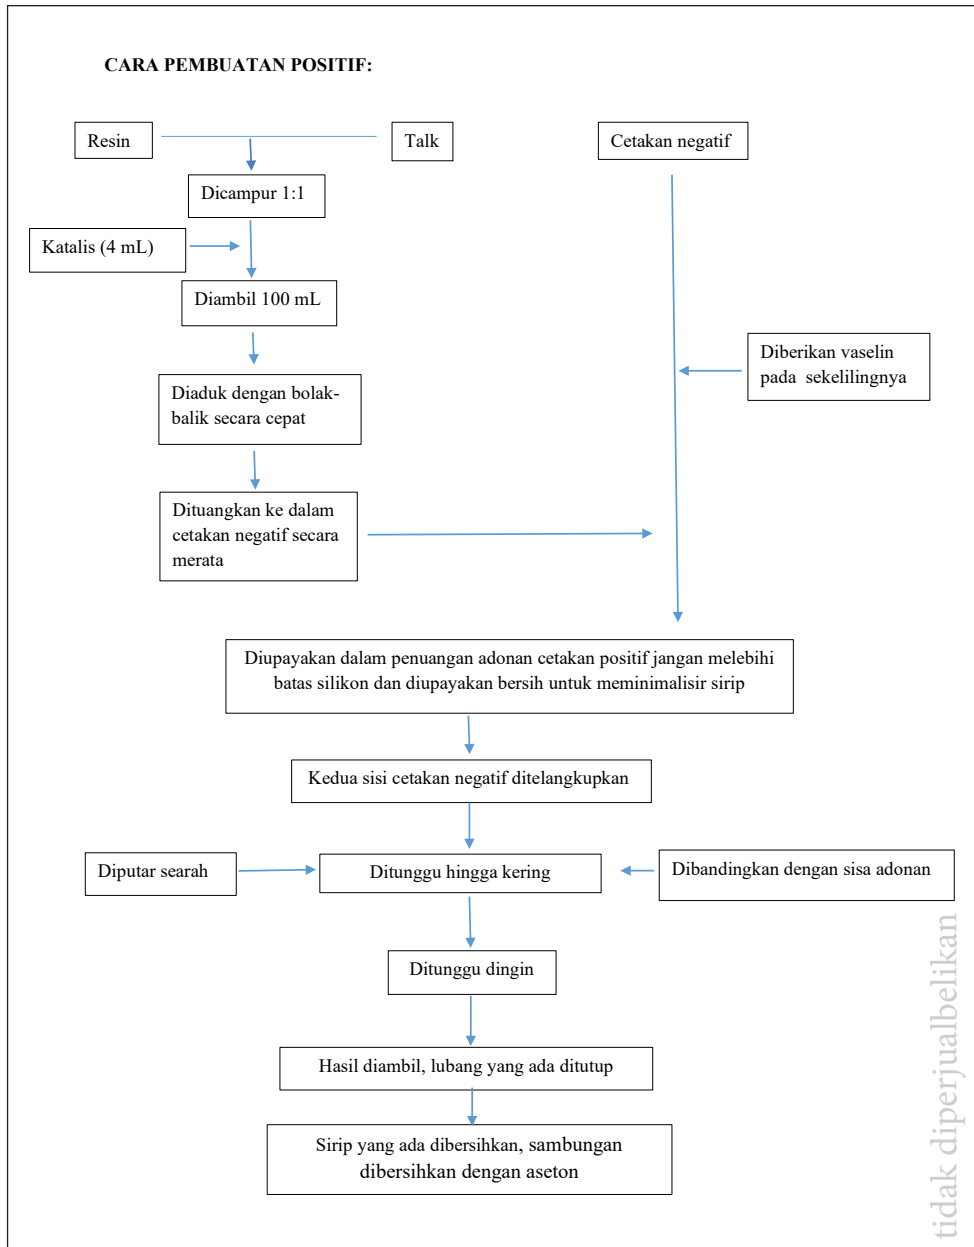 CARA PEMBUATAN POSITIF:
Resin
Talk
Cetakan negatif
Dicampur 1:1
Katalis (4 mL)
Diambil 100 mL
Diberikan vaselin
pada sekelilingnya
Diaduk dengan bolak-
balik secara cepat
Dituangkan ke dalam
cetakan negatif secara
merata
Diupayakan dalam penuangan adonan cetakan positif jangan melebihi
batas silikon dan diupayakan bersih untuk meminimalisir sirip
Kedua sisi cetakan negatif ditelangkupkan
Diputar searah
Ditunggu hingga kering
Dibandingkan dengan sisa adonan
Ditunggu dingin
Hasil diambil, lubang yang ada ditutup
Sirip yang ada dibersihkan, sambungan
dibersihkan dengan aseton
tidak diperjualbelikan